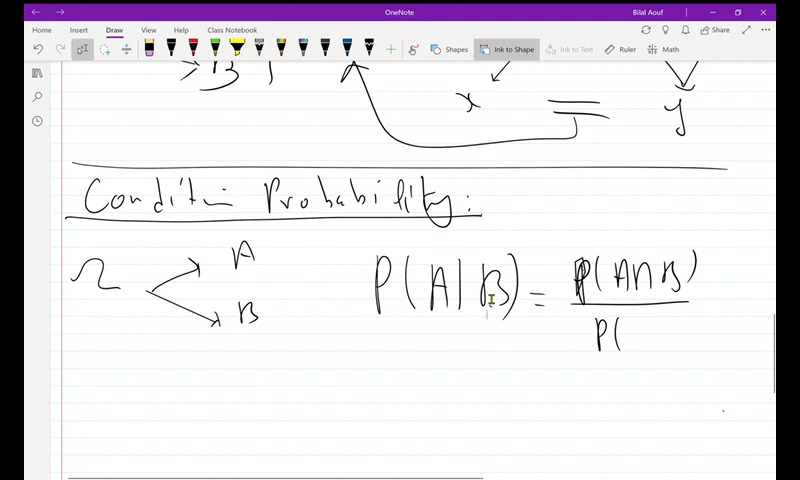 OneNote
Bilal Aouf
Home Insert Draw View Help Class Notebook
Share
Shapes Ink to Shape Ink to Text Ruler Math
B
x
y
Conditi- Probability:
Ω A
B
P(A|B) = P(A∩B)
P(